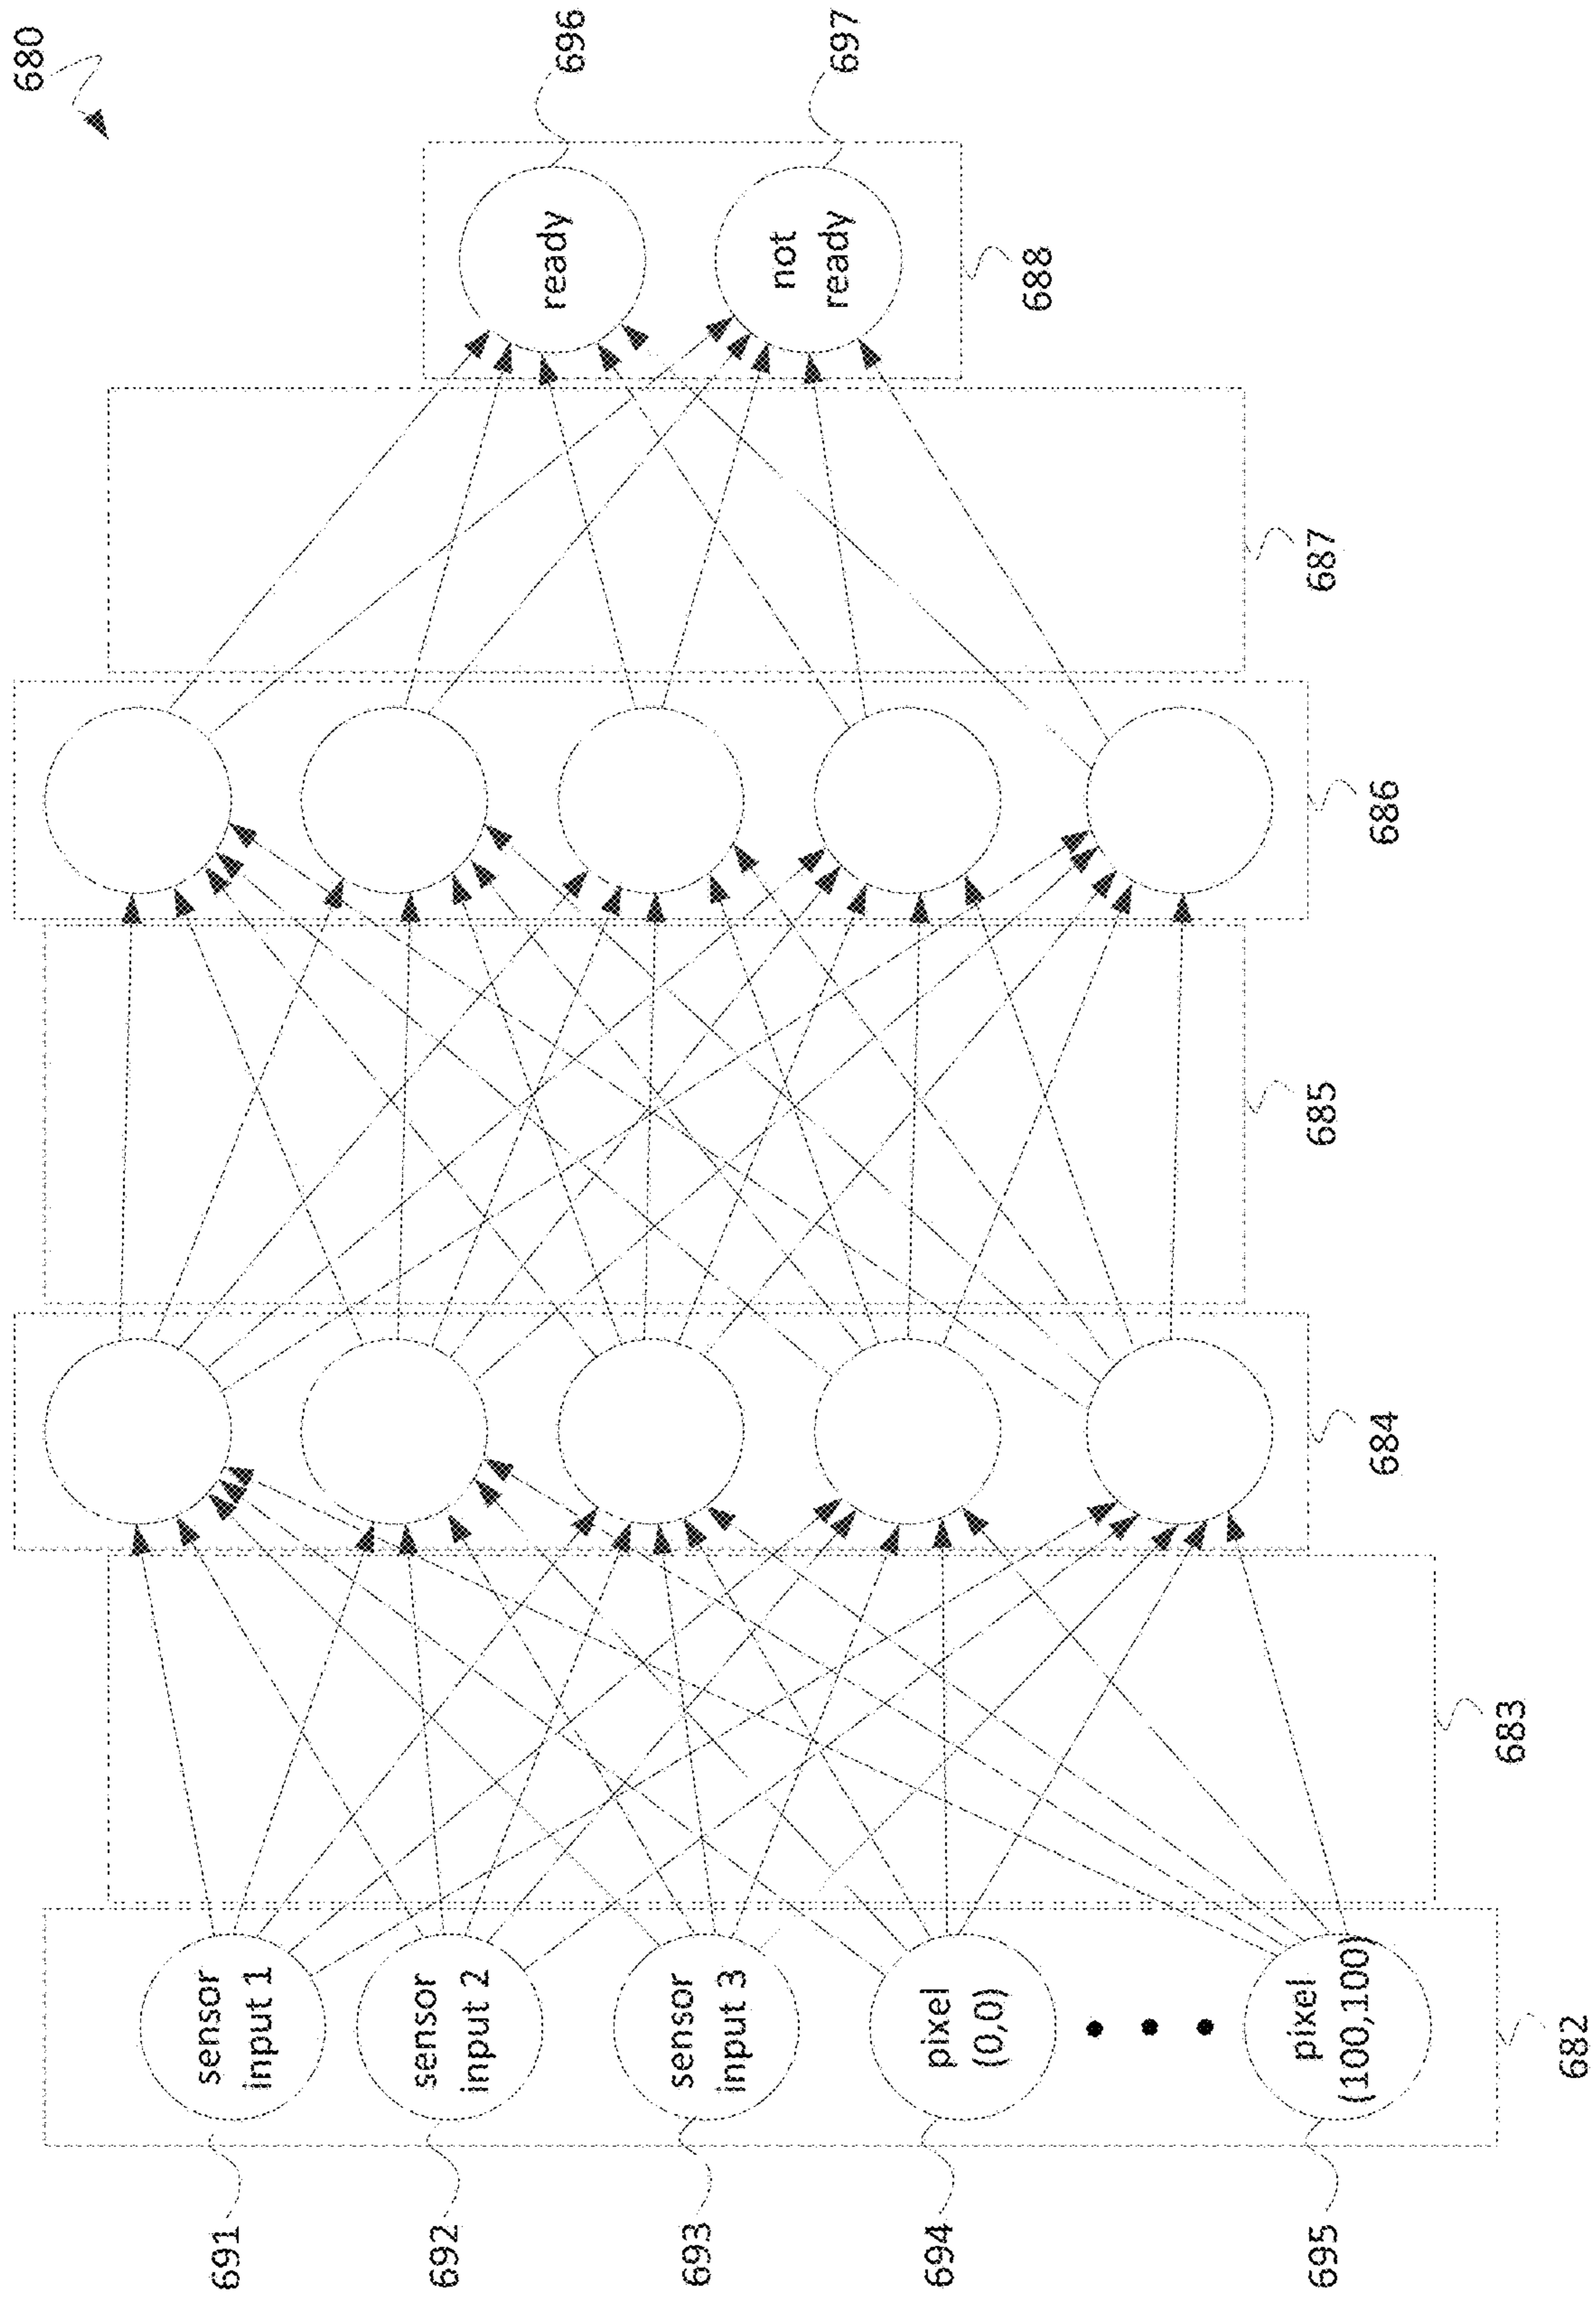 680
691
sensor
input 1
692
sensor
input 2
693
sensor
input 3
694
pixel
(0,0)
695
pixel
(100,100)
682
683
684
685
686
687
ready
696
not
ready
697
688